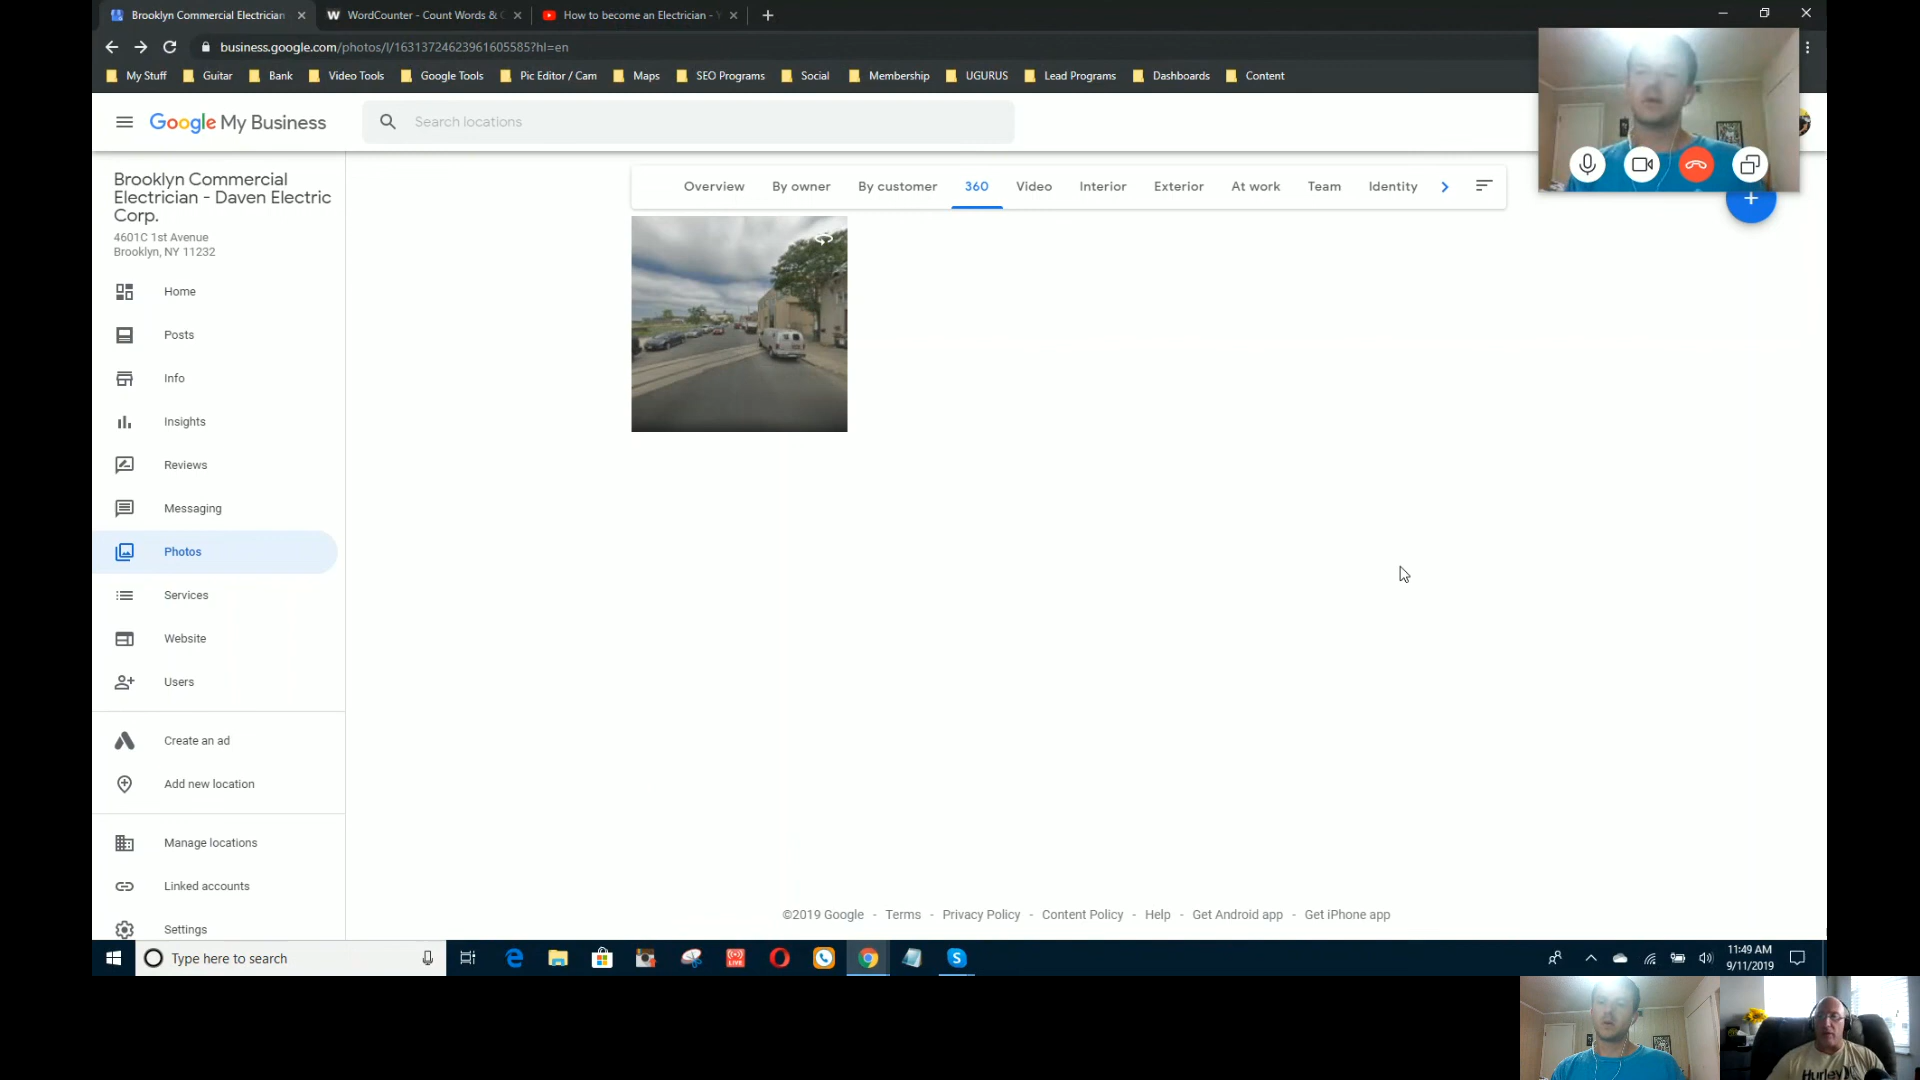 Brooklyn Commercial Electrician
WordCounter - Count Words &
How to become an Electrician -
business.google.com/photos/l/16313724623961605585?hl=en
My Stuff
Guitar
Bank
Video Tools
Google Tools
Pic Editor / Cam
Maps
SEO Programs
Social
Membership
UGURUS
Lead Programs
Dashboards
Content
Google My Business
Search locations
Brooklyn Commercial
Electrician - Daven Electric
Corp.
4601C 1st Avenue
Brooklyn, NY 11232
Overview
By owner
By customer
360
Video
Interior
Exterior
At work
Team
Identity
Home
Posts
Info
Insights
Reviews
Messaging
Photos
Services
Website
Users
Create an ad
Add new location
Manage locations
Linked accounts
Settings
©2019 Google - Terms - Privacy Policy - Content Policy - Help - Get Android app - Get iPhone app
Type here to search
LIVE
11:49 AM
9/11/2019
Hurley